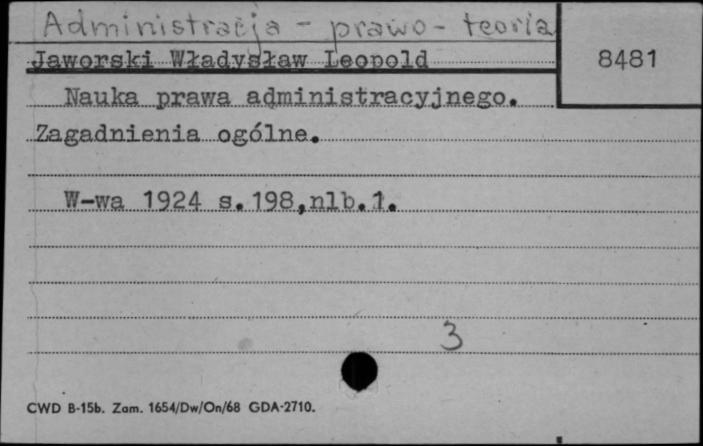 Administracja - prawo - teoria
Jaworski Władysław Leopold
8481
Nauka prawa administracyjnego.
Zagadnienia ogólne.
W-wa 1924 s.198,nlb.1.
3
CWD B-15b. Zam. 1654/Dw/On/68 GDA-2710.